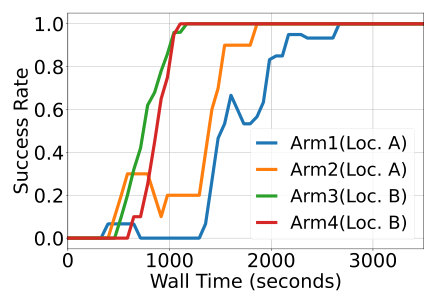 1.0
0.8
0.6
0.4
0.2
0.0
Success Rate
Arm1(Loc. A)
Arm2(Loc. A)
Arm3(Loc. B)
Arm4(Loc. B)
0 1000 2000 3000
Wall Time (seconds)